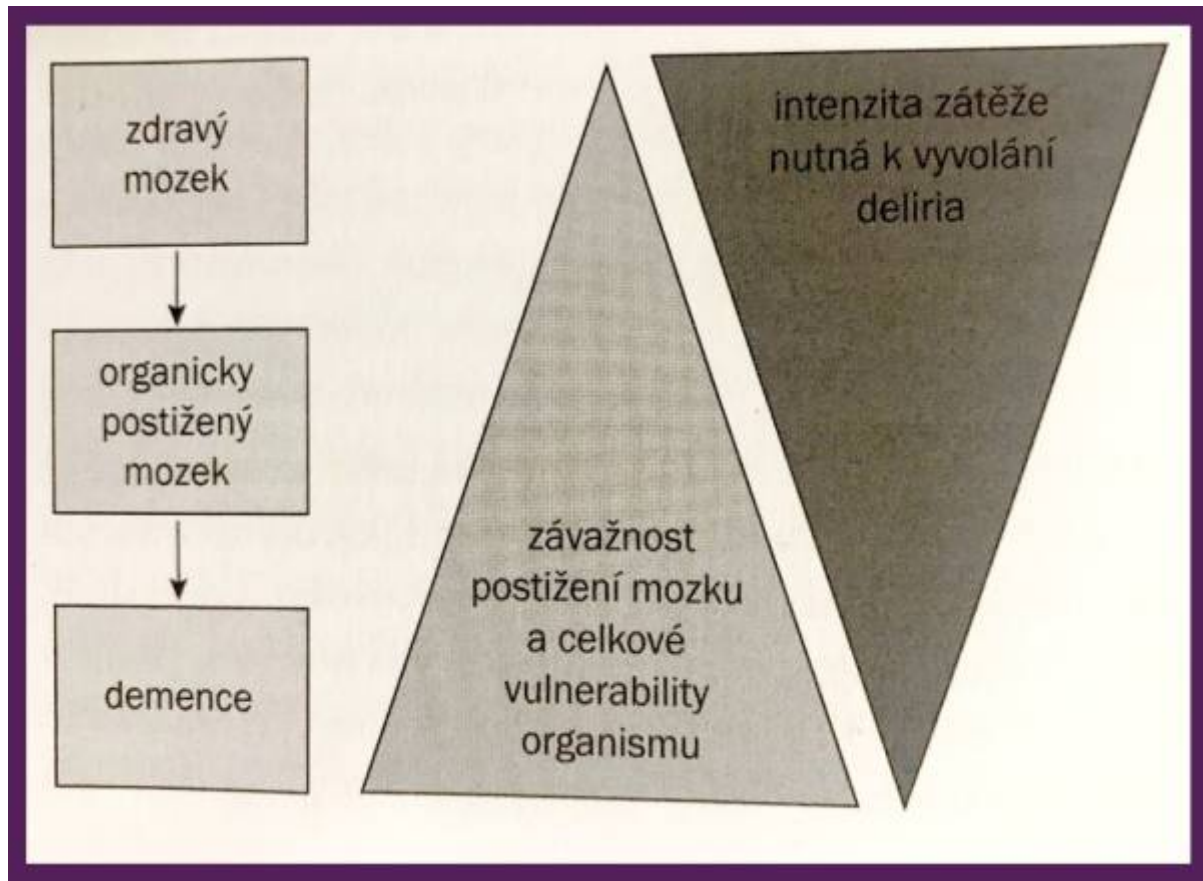 zdravý
mozek
organicky
postižený
mozek
demence
závažnost
postižení mozku
a celkové
vulnerability
organismu
intenzita zátěže
nutná k vyvolání
deliria